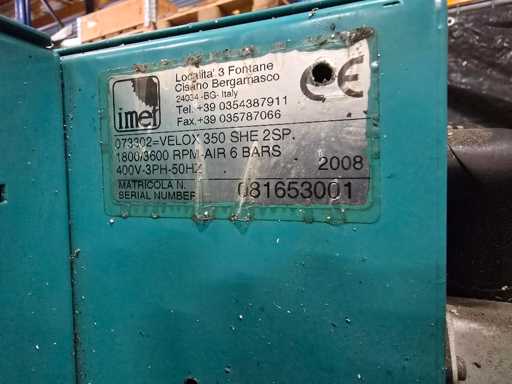 imet
Localita' 3 Fontane
Cisano Bergamasco
24034 -BG- Italy
Tel.+39 0354387911
Fax.+39 035787066
CE
073302=VELOX 350 SHE 2SP.
1800/3600 RPM-AIR 6 BARS
400V-3PH-50HZ 2008
MATRICOLA N.
SERIAL NUMBER 081653001